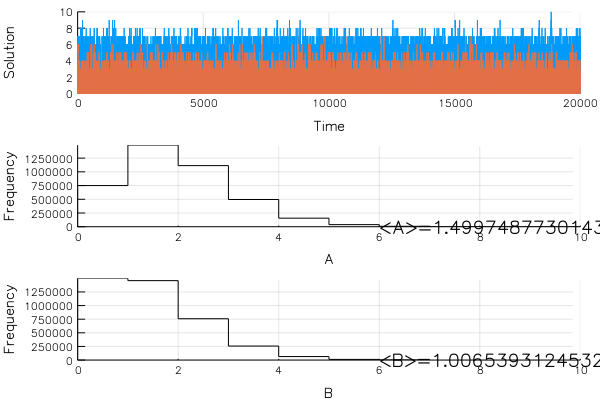 10
8
6
4
2
0
Solution
0 5000 10000 15000 20000
Time
1250000
1000000
750000
500000
250000
0
Frequency
<A>=1.4997487730143
0 2 4 6 8 10
A
1250000
1000000
750000
500000
250000
0
Frequency
<B>=1.0065393124532
0 2 4 6 8 10
B